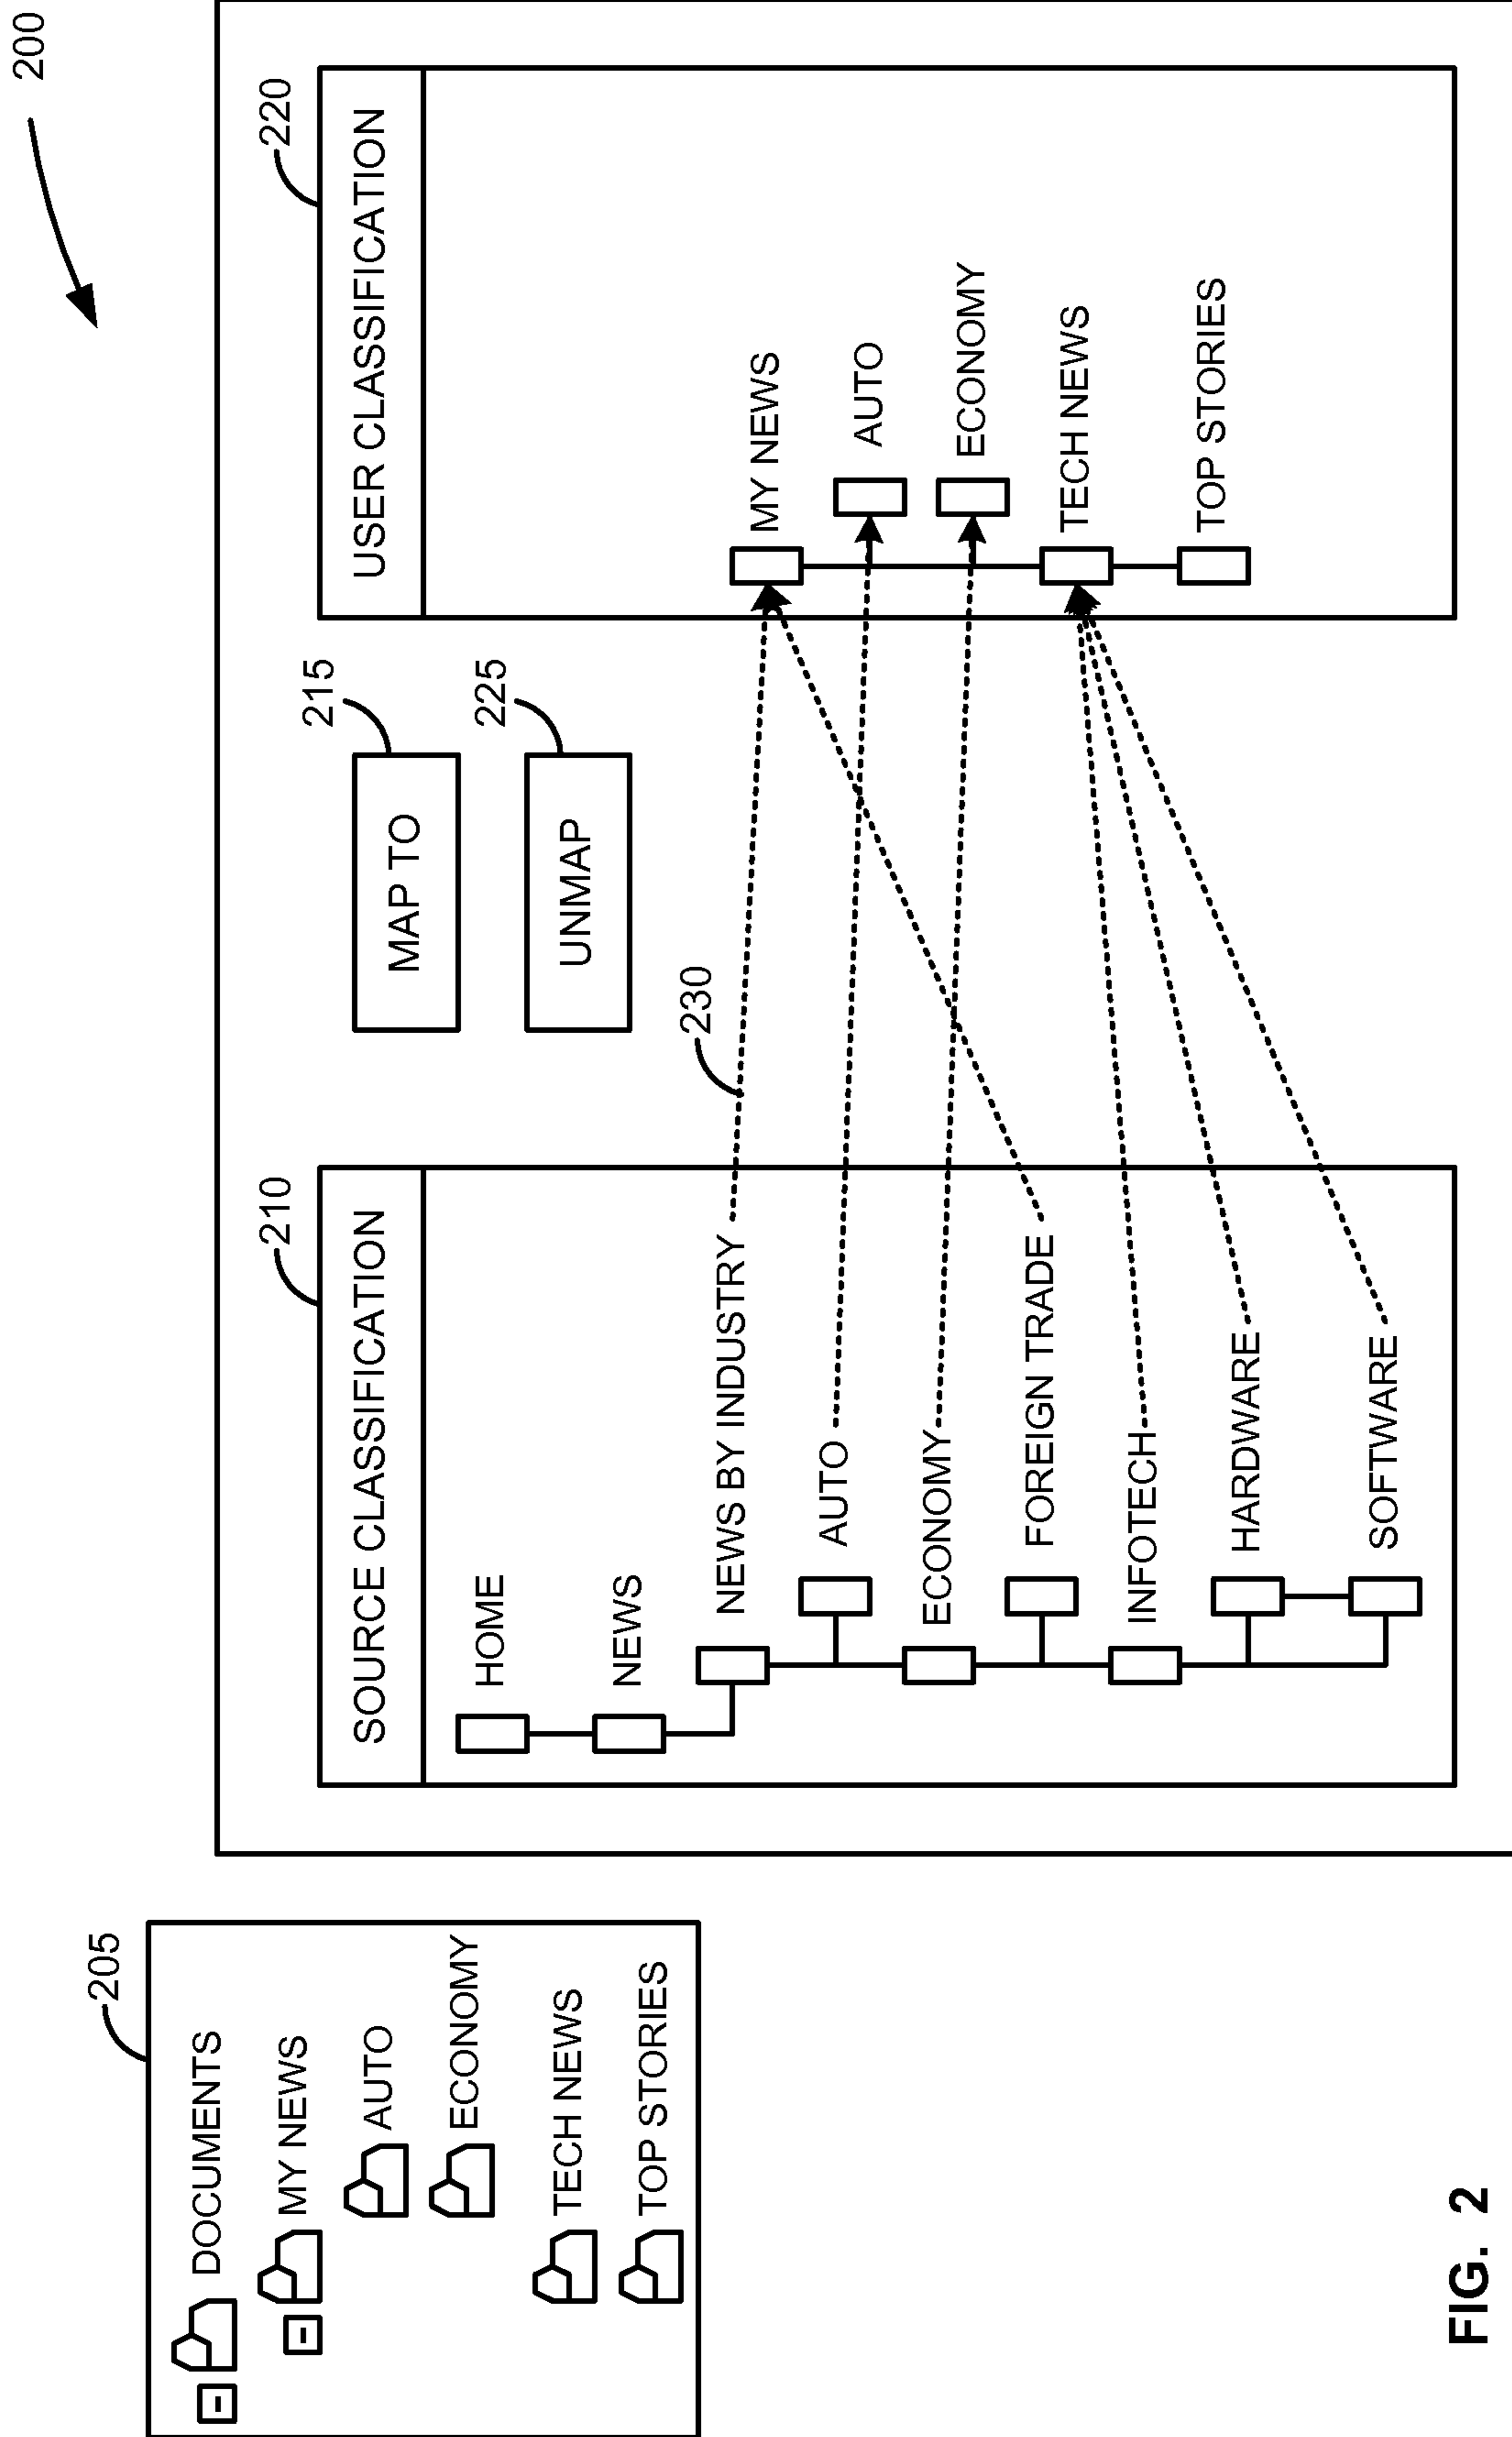 200
205
DOCUMENTS
MY NEWS
AUTO
ECONOMY
TECH NEWS
TOP STORIES
210
SOURCE CLASSIFICATION
HOME
NEWS
NEWS BY INDUSTRY
AUTO
ECONOMY
FOREIGN TRADE
INFOTECH
HARDWARE
SOFTWARE
215
MAP TO
225
UNMAP
230
220
USER CLASSIFICATION
MY NEWS
AUTO
ECONOMY
TECH NEWS
TOP STORIES
FIG. 2